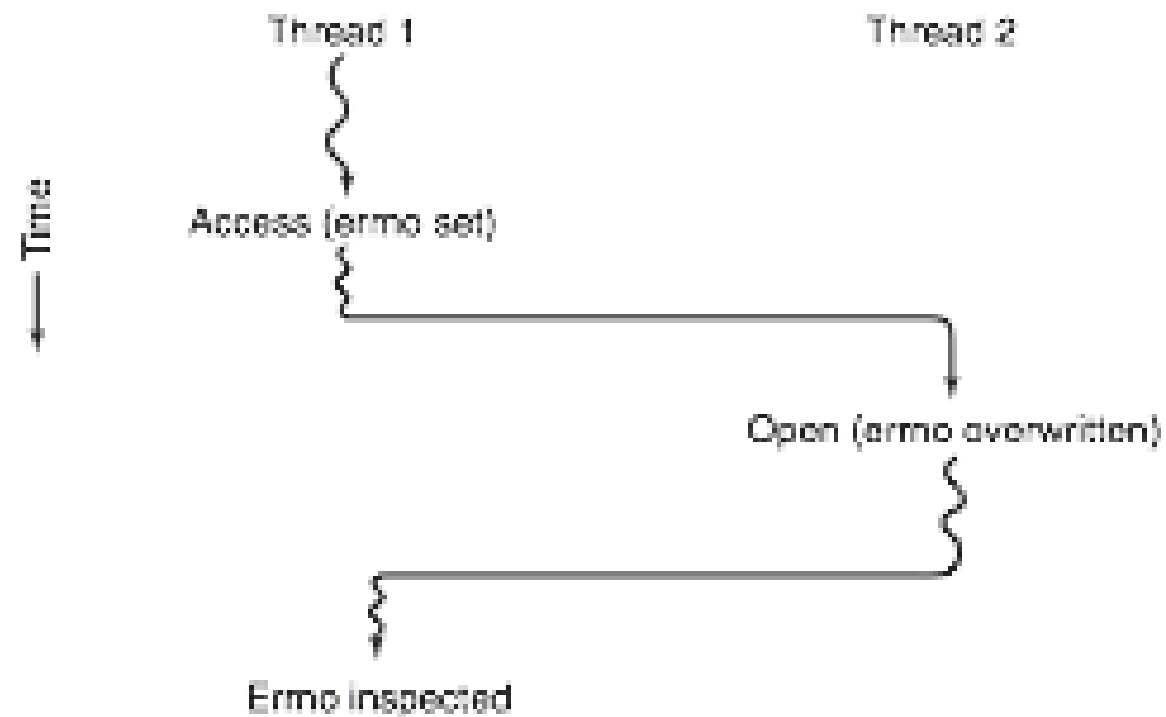 Thread 1
Thread 2
Time
Access (errno set)
Open (errno overwritten)
Errno inspected